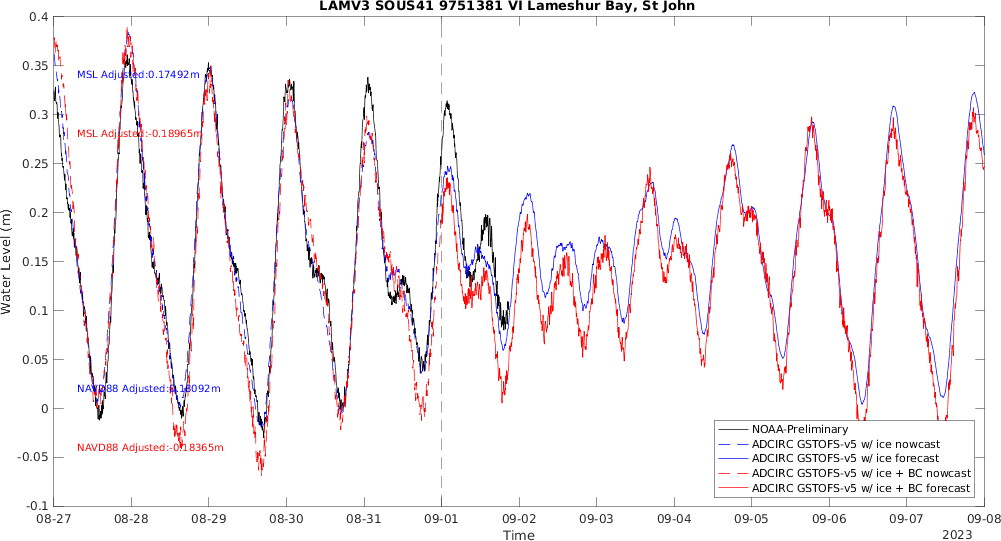 LAMV3 SOUS41 9751381 VI Lameshur Bay, St John
0.4
0.35
0.3
0.25
0.2
0.15
0.1
0.05
0
-0.05
-0.1
Water Level (m)
MSL Adjusted:0.17492m
MSL Adjusted:-0.18965m
NAVD88 Adjusted:0.18092m
NAVD88 Adjusted:-0.18365m
NOAA-Preliminary
ADCIRC GSTOFS-v5 w/ ice nowcast
ADCIRC GSTOFS-v5 w/ ice forecast
ADCIRC GSTOFS-v5 w/ ice + BC nowcast
ADCIRC GSTOFS-v5 w/ ice + BC forecast
08-27 08-28 08-29 08-30 08-31 09-01 09-02 09-03 09-04 09-05 09-06 09-07 09-08
Time
2023